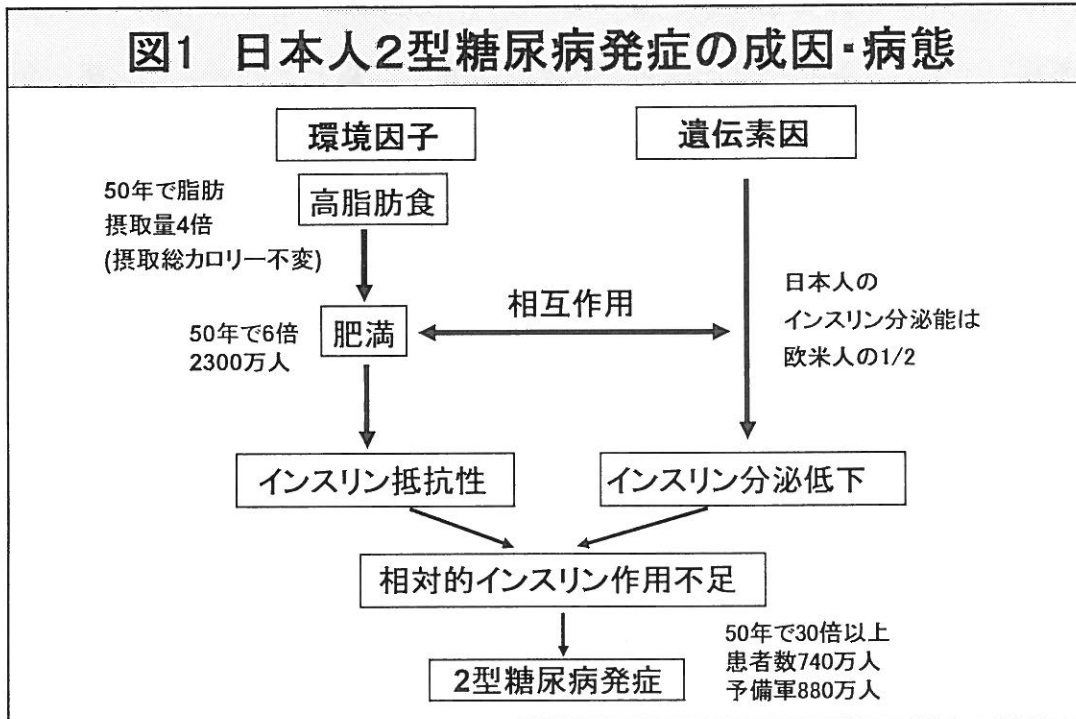 図1 日本人2型糖尿病発症の成因・病態
環境因子
遺伝素因
50年で脂肪
摂取量4倍
(摂取総カロリー不変)
高脂肪食
相互作用
50年で6倍
2300万人
肥満
日本人の
インスリン分泌能は
欧米人の1/2
インスリン抵抗性
インスリン分泌低下
相対的インスリン作用不足
50年で30倍以上
患者数740万人
予備軍880万人
2型糖尿病発症